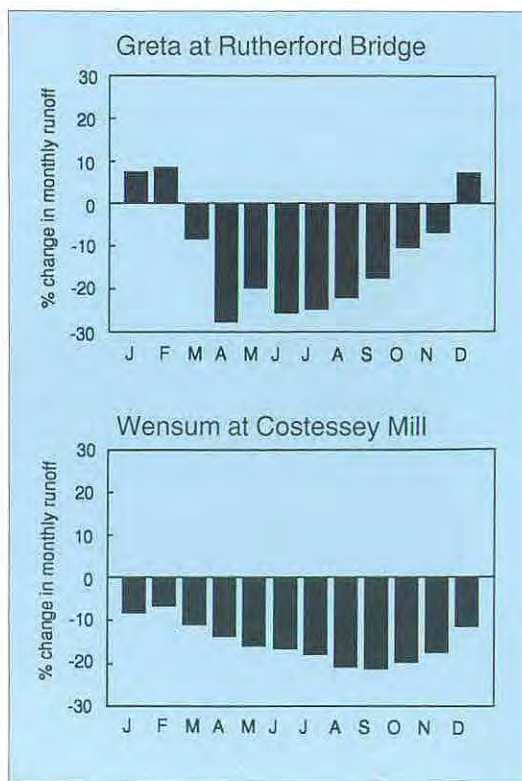 Greta at Rutherford Bridge
% change in monthly runoff
30
20
10
0
-10
-20
-30
J F M A M J J A S O N D
Wensum at Costessey Mill
% change in monthly runoff
30
20
10
0
-10
-20
-30
J F M A M J J A S O N D